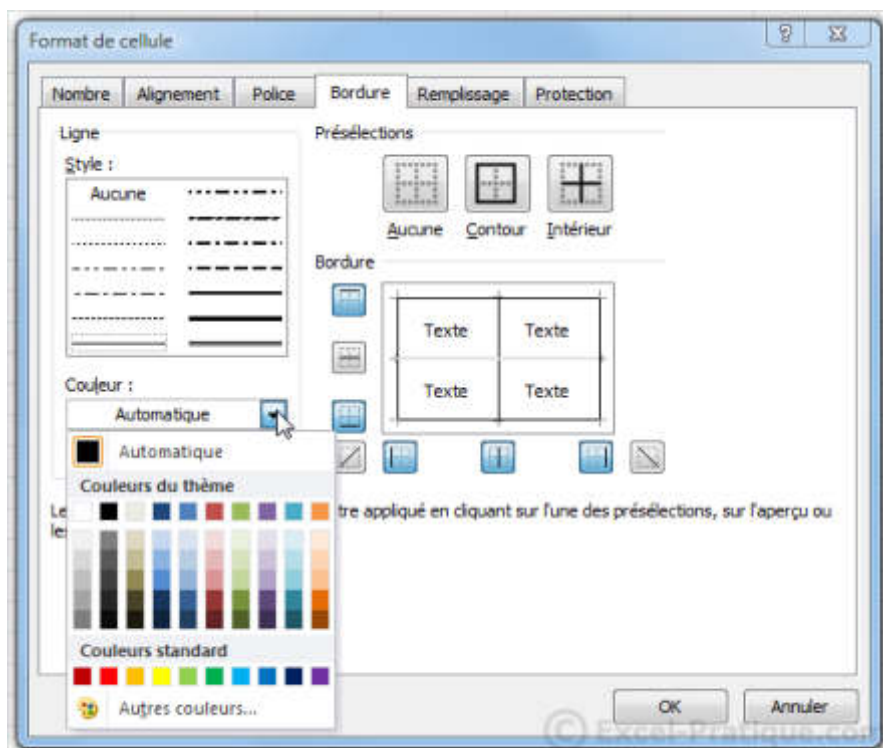 Format de cellule
Nombre Alignement Police Bordure Remplissage Protection
Ligne
Style :
Aucune
Présélections
Aucune Contour Intérieur
Bordure
Texte Texte
Texte Texte
Couleur :
Automatique
Automatique
Couleurs du thème
Le
tre appliqué en cliquant sur l'une des présélections, sur l'aperçu ou
les
Couleurs standard
Autres couleurs...
OK Annuler
© Excel-Pratique.com